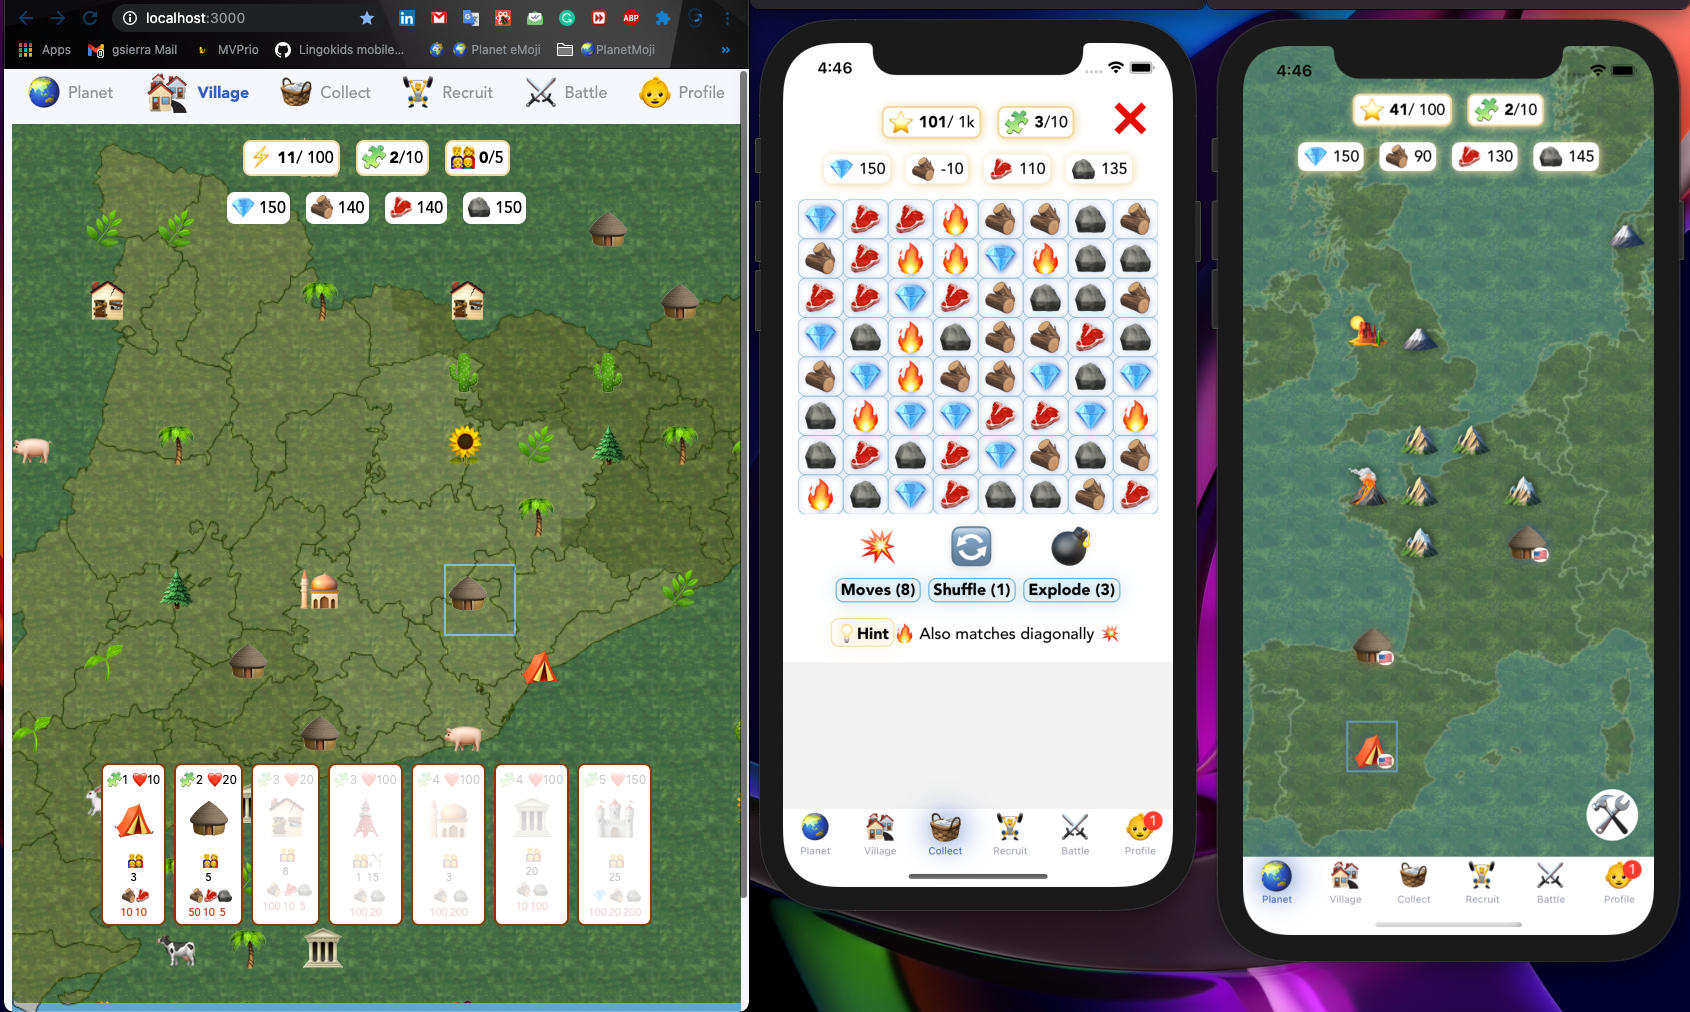 localhost:3000
ABP
Apps
gsierra Mail
MVPrio
Lingokids mobile...
Planet eMoji
PlanetMoji
»
Planet
Village
Collect
Recruit
Battle
Profile
11/ 100
2/10
0/5
150
140
140
150
1 10
2 20
3 20
3 100
4 100
4 100
5 150
3
5
8
1 15
3
20
25
10 10
50 10 5
100 10 5
100 20
100 200
10 100
100 20 200
4:46
101/ 1k
3/10
150
-10
110
135
Moves (8)
Shuffle (1)
Explode (3)
Hint Also matches diagonally
1
Planet
Village
Collect
Recruit
Battle
Profile
4:46
41/ 100
2/10
150
90
130
145
1
Planet
Village
Collect
Recruit
Battle
Profile